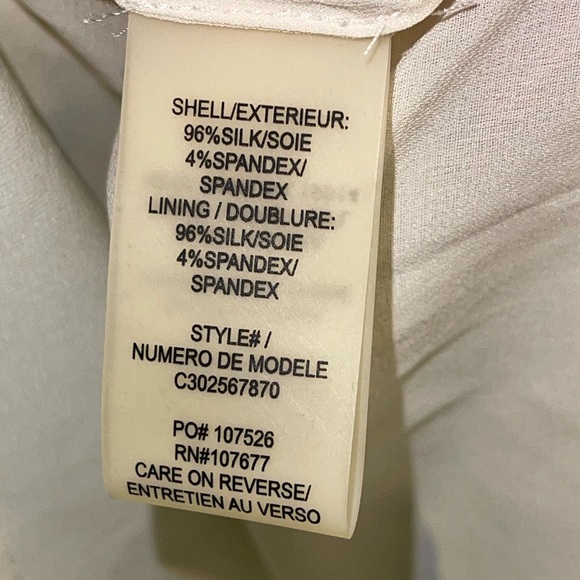 SHELL/EXTERIEUR:
96%SILK/SOIE
4%SPANDEX/
SPANDEX
LINING / DOUBLURE:
96%SILK/SOIE
4%SPANDEX/
SPANDEX
STYLE# /
NUMERO DE MODELE
C302567870
PO# 107526
RN#107677
CARE ON REVERSE/
ENTRETIEN AU VERSO